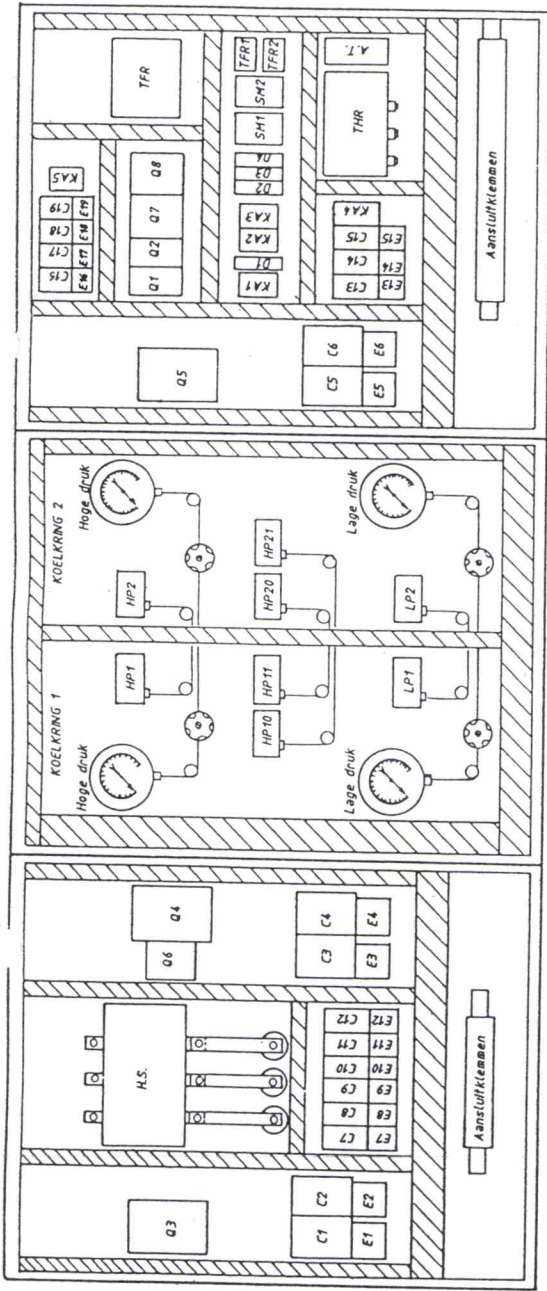 H.S.
Q3
Q6
Q4
C1 C2
E1 E2
C7 C8 C9 C10 C11 C12
E7 E8 E9 E10 E11 E12
C3 C4
E3 E4
Aansluitklemmen
KOELKRING 1
KOELKRING 2
Hoge druk
HP1
HP2
Hoge druk
HP10
HP11
HP20
HP21
Lage druk
LP1
LP2
Lage druk
C15 C17 C18 C19
E16 E17 E18 E19
KA5
TFR
Q5
Q1 Q2 Q7 Q8
KA1 D1 KA2 KA3 D2 D3 D4 SM1 SM2
TFR1
TFR2
C5 C6
E5 E6
C13 C14 C15 KA4
E13 E14 E15
THR
A.T.
Aansluitklemmen